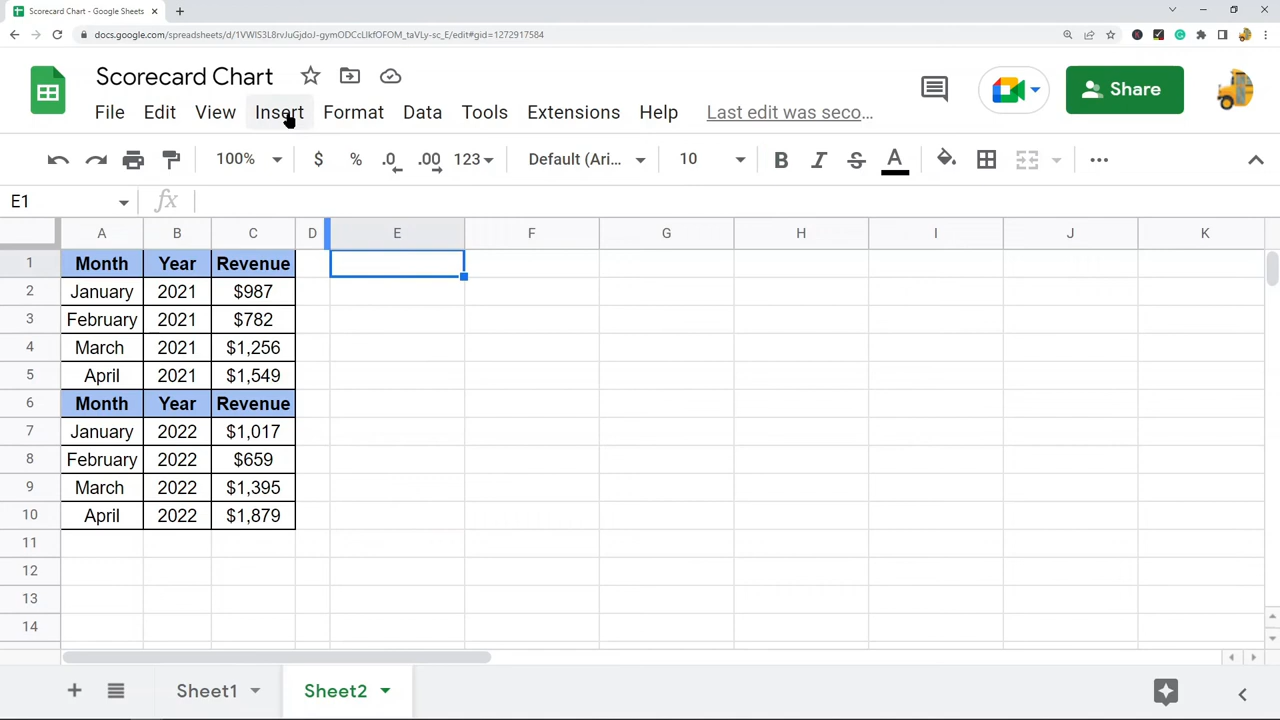 Scorecard Chart - Google Sheets
docs.google.com/spreadsheets/d/1VWIS3L8rvJuGjdoJ-gymODCcLIkfOFOM_taVLy-sc_E/edit#gid=1272917584
Scorecard Chart
File Edit View Insert Format Data Tools Extensions Help Last edit was seco...
Share
100% $ % .0 .00 123 Default (Ari... 10 B I S A
E1 fx
A B C D E F G H I J K
1 Month Year Revenue
2 January 2021 $987
3 February 2021 $782
4 March 2021 $1,256
5 April 2021 $1,549
6 Month Year Revenue
7 January 2022 $1,017
8 February 2022 $659
9 March 2022 $1,395
10 April 2022 $1,879
11
12
13
14
Sheet1 Sheet2